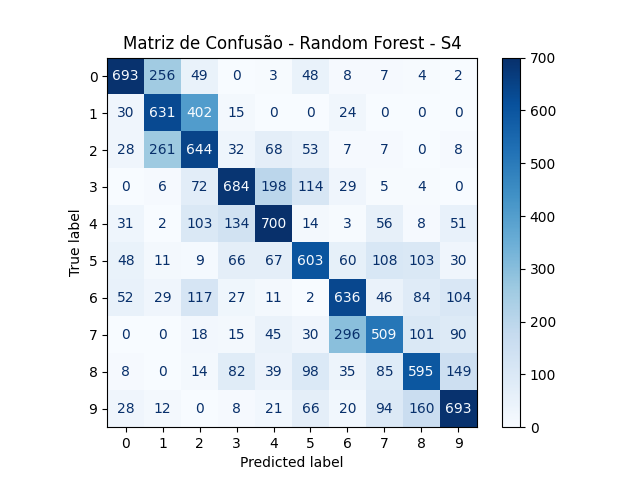 Matriz de Confusão - Random Forest - S4
0 693 256 49 0 3 48 8 7 4 2
1 30 631 402 15 0 0 24 0 0 0
2 28 261 644 32 68 53 7 7 0 8
3 0 6 72 684 198 114 29 5 4 0
4 31 2 103 134 700 14 3 56 8 51
5 48 11 9 66 67 603 60 108 103 30
6 52 29 117 27 11 2 636 46 84 104
7 0 0 18 15 45 30 296 509 101 90
8 8 0 14 82 39 98 35 85 595 149
9 28 12 0 8 21 66 20 94 160 693
0 1 2 3 4 5 6 7 8 9
Predicted label
True label
700
600
500
400
300
200
100
0